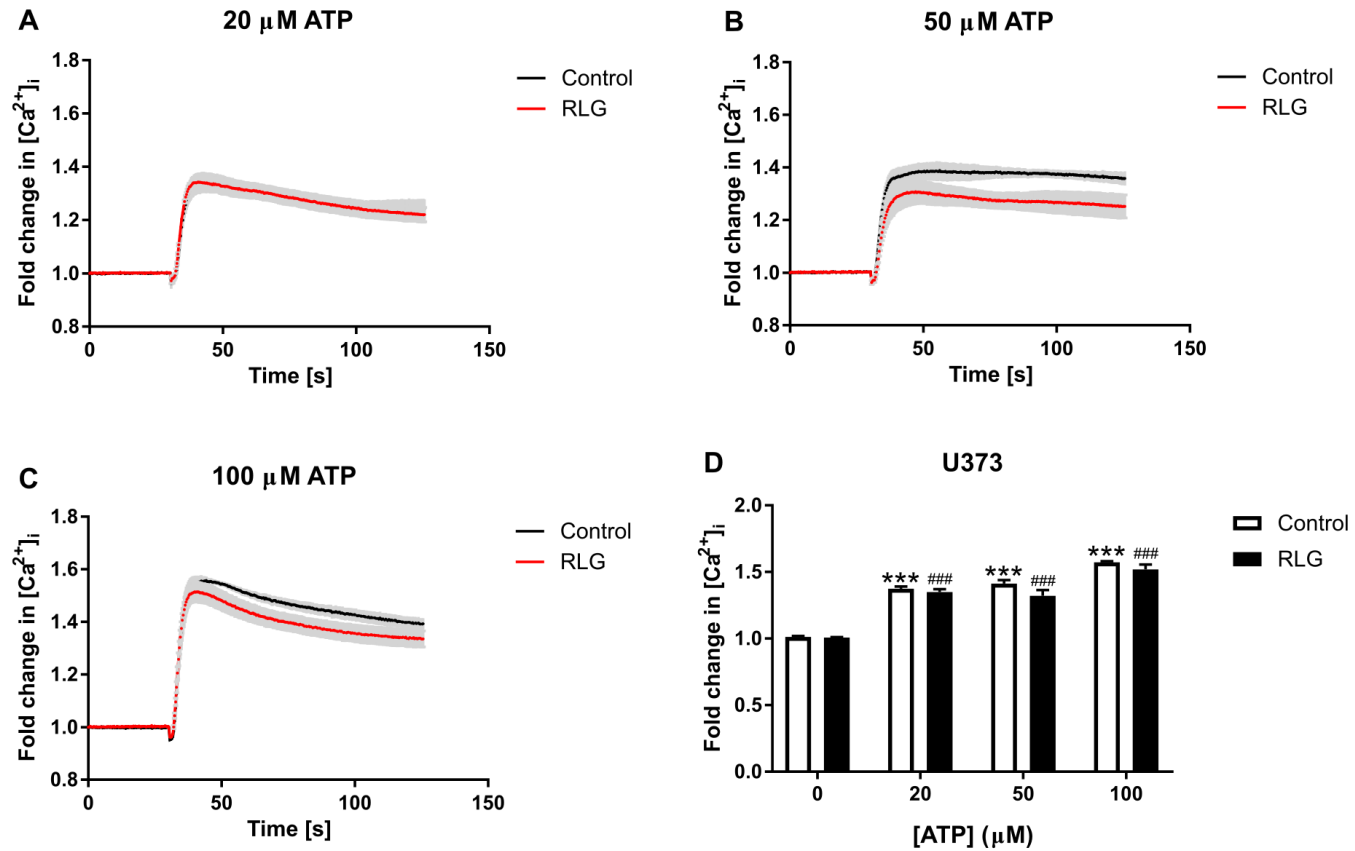 A
20 μM ATP
Fold change in [Ca²⁺]ᵢ
1.8
1.6
1.4
1.2
1.0
0.8
0
50
100
150
Time [s]
Control
RLG
B
50 μM ATP
Fold change in [Ca²⁺]ᵢ
1.8
1.6
1.4
1.2
1.0
0.8
0
50
100
150
Time [s]
Control
RLG
C
100 μM ATP
Fold change in [Ca²⁺]ᵢ
1.8
1.6
1.4
1.2
1.0
0.8
0
50
100
150
Time [s]
Control
RLG
D
U373
Fold change in [Ca²⁺]ᵢ
2.0
1.5
1.0
0.5
0.0
*** ###
*** ###
*** ###
0
20
50
100
[ATP] (μM)
Control
RLG